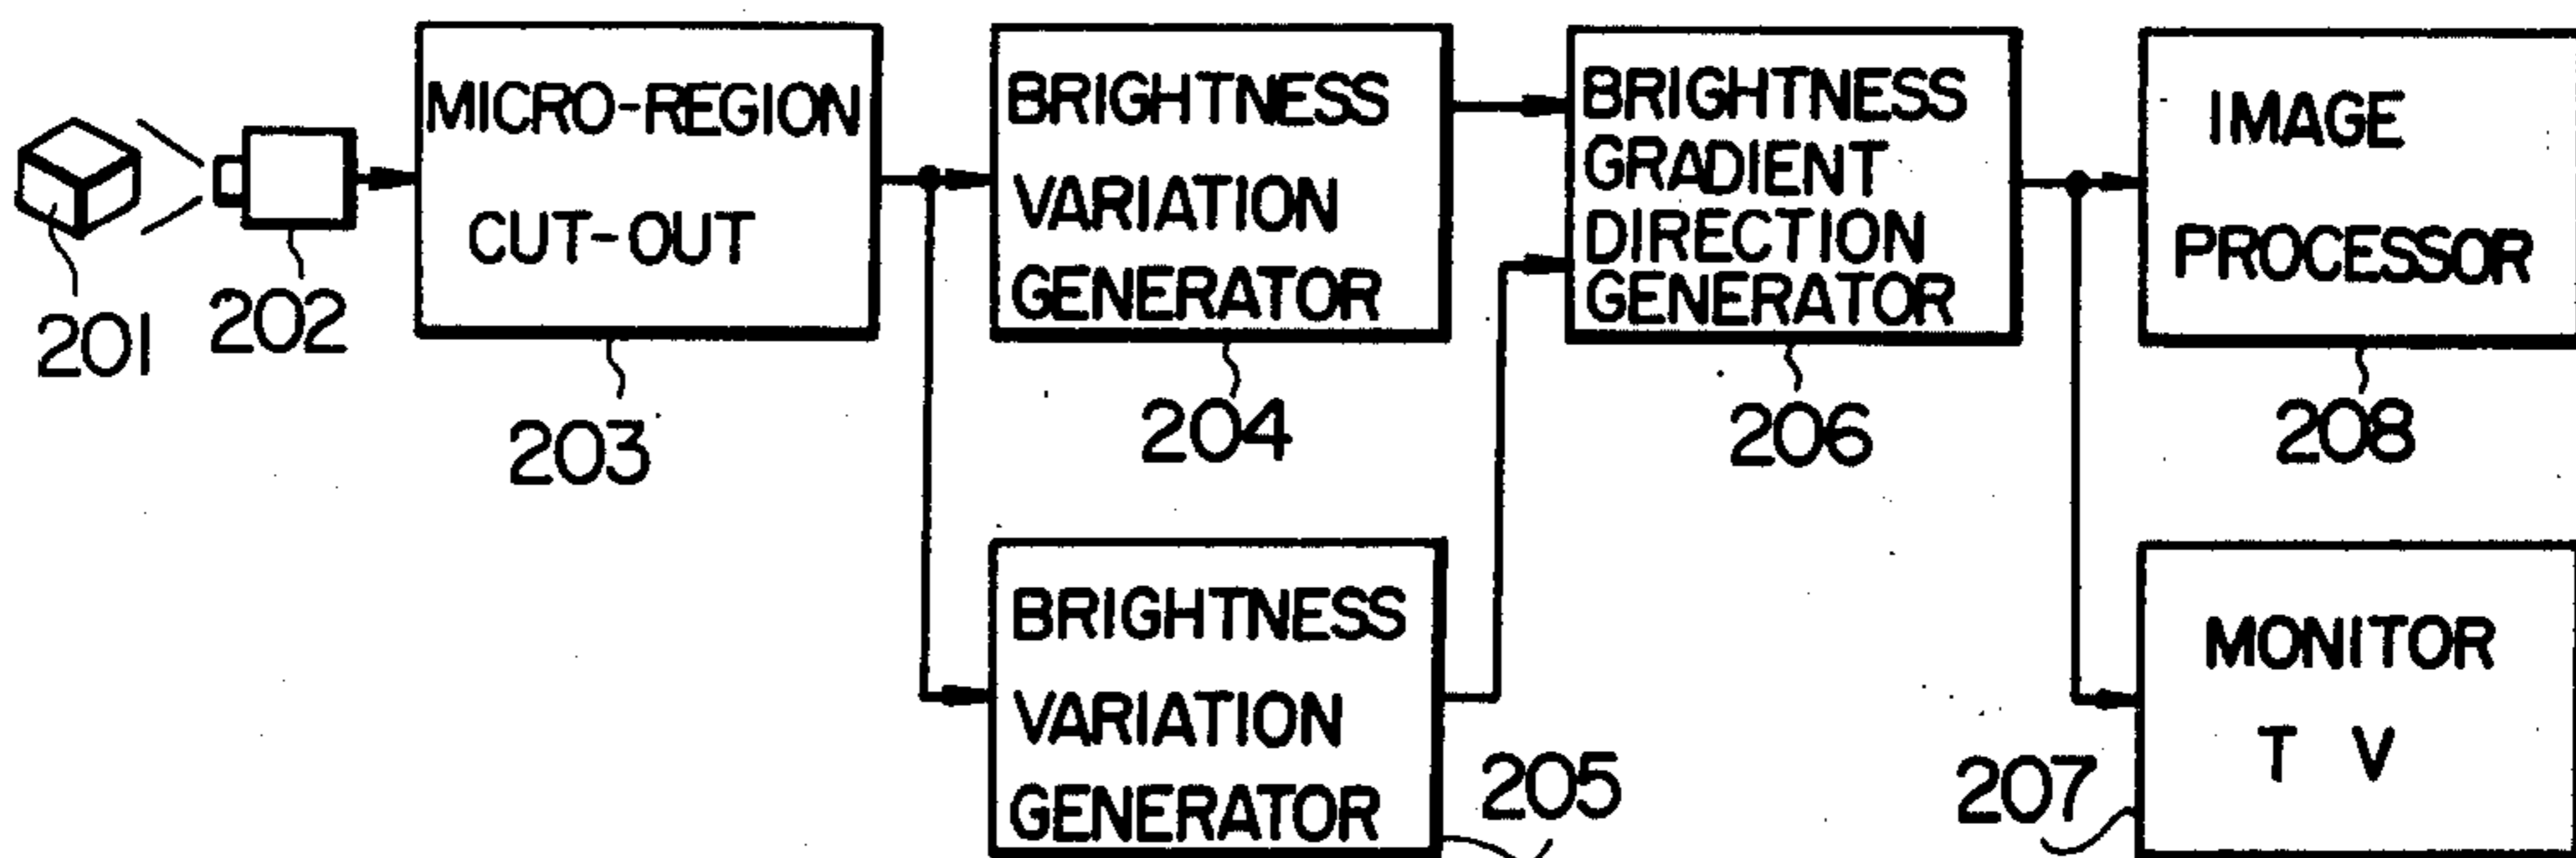 MICRO-REGION
CUT-OUT
BRIGHTNESS
VARIATION
GENERATOR
BRIGHTNESS
GRADIENT
DIRECTION
GENERATOR
IMAGE
PROCESSOR
201
202
203
204
206
208
BRIGHTNESS
VARIATION
GENERATOR
205
207
MONITOR
T V